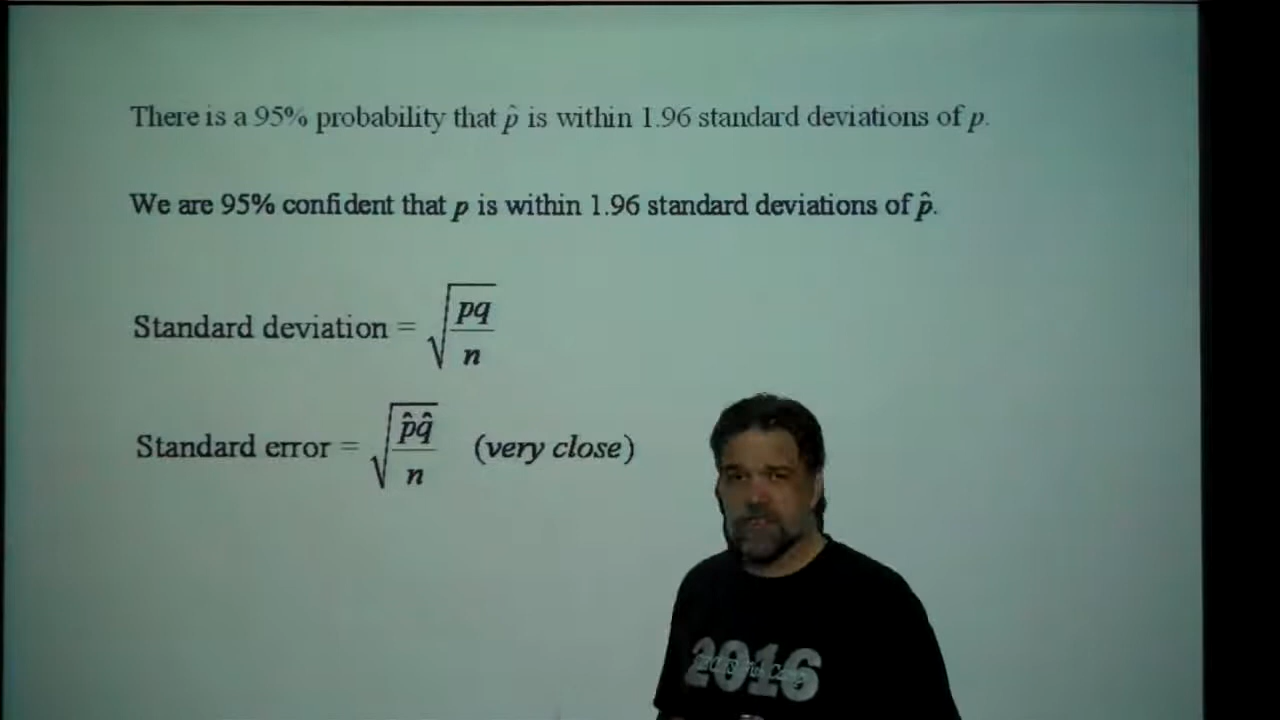 There is a 95% probability that p̂ is within 1.96 standard deviations of p.
We are 95% confident that p is within 1.96 standard deviations of p̂.
Standard deviation = √(pq/n)
Standard error = √(p̂q̂/n) (very close)
2016